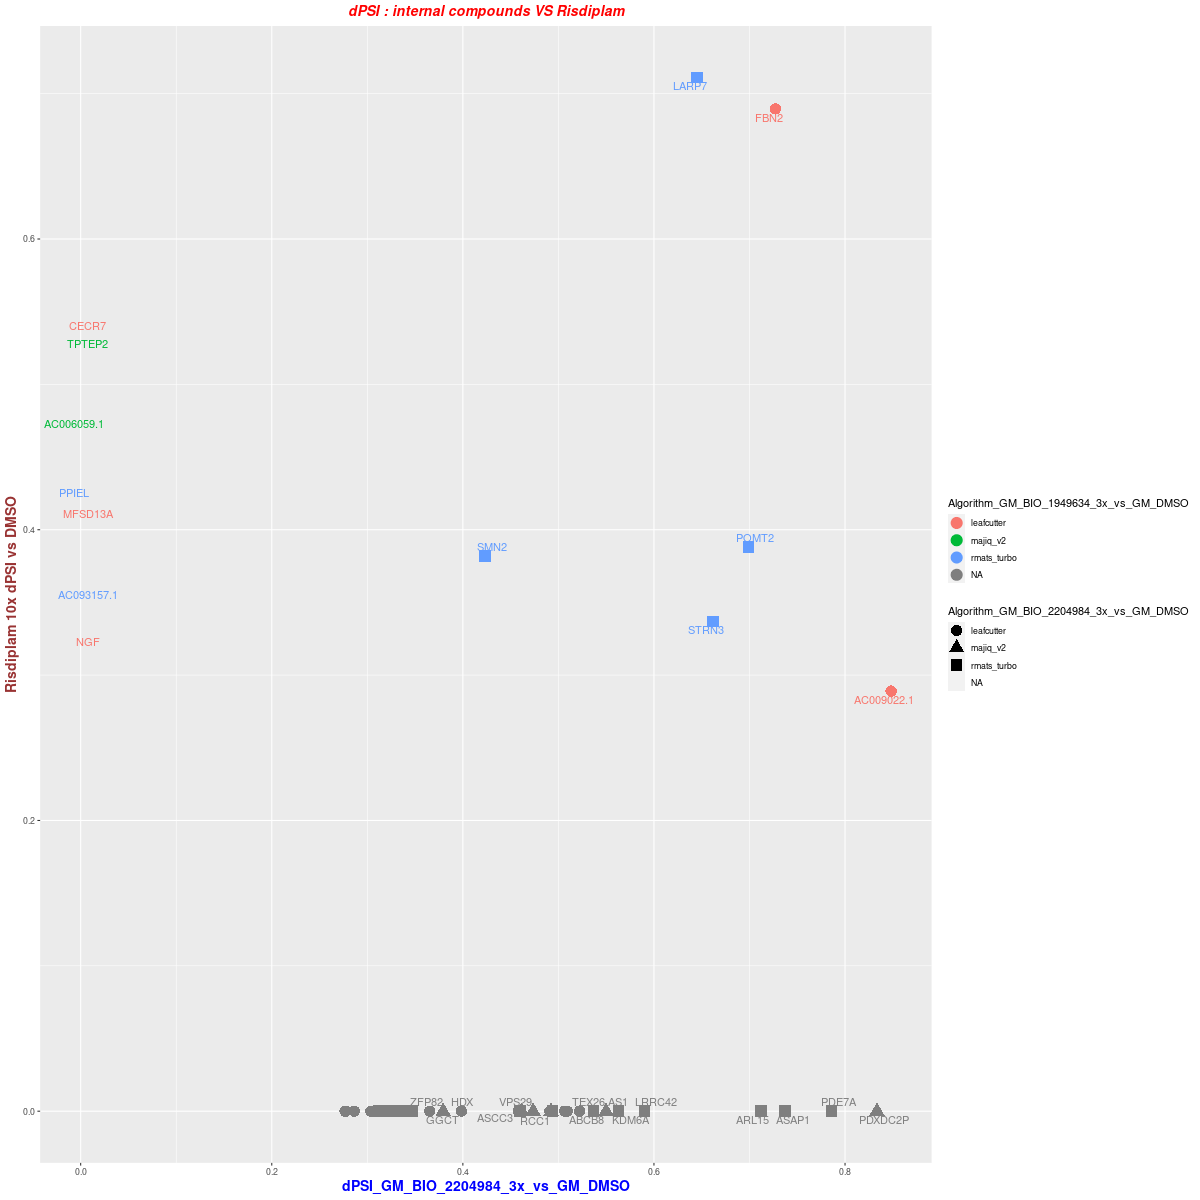 dPSI : internal compounds VS Risdiplam
LARP7
FBN2
0.6
CECR7
TPTEP2
AC006059.1
PPIEL
MFSD13A
0.4
SMN2
POMT2
AC093157.1
STRN3
NGF
AC009022.1
0.2
ZFP82 HDX VPS29 TEX26-AS1 LRRC42 PDE7A
0.0
GGCT ASCC3 RCC1 ABCB8 KDM6A ARL15 ASAP1 PDXDC2P
0.0 0.2 0.4 0.6 0.8
dPSI_GM_BIO_2204984_3x_vs_GM_DMSO
Risdiplam 10x dPSI vs DMSO
Algorithm_GM_BIO_1949634_3x_vs_GM_DMSO
leafcutter
majiq_v2
rmats_turbo
NA
Algorithm_GM_BIO_2204984_3x_vs_GM_DMSO
leafcutter
majiq_v2
rmats_turbo
NA